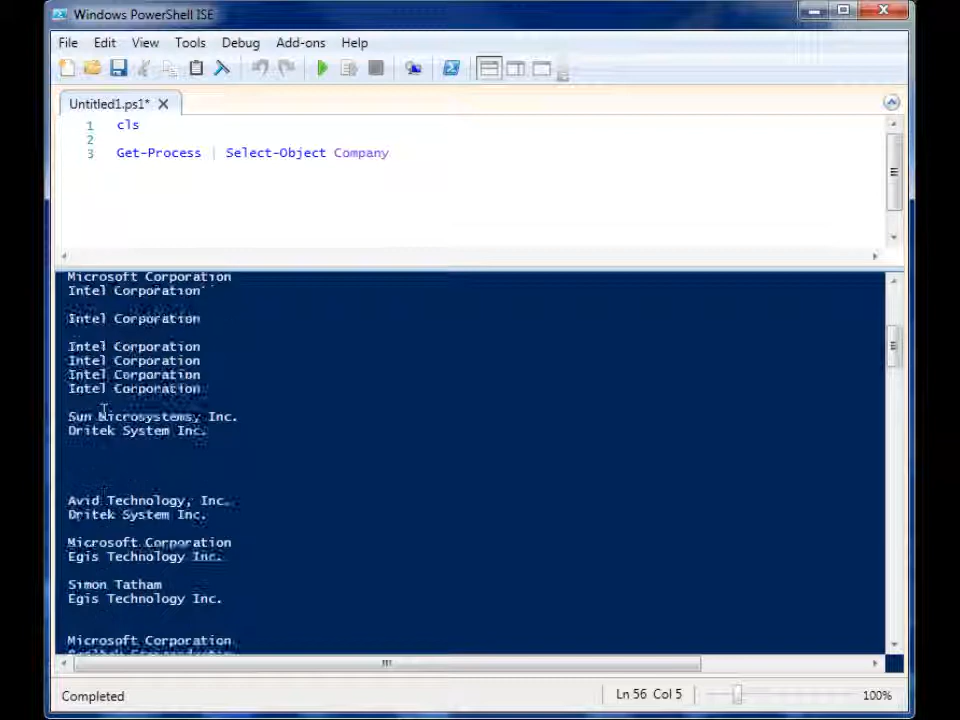 Windows PowerShell ISE
File Edit View Tools Debug Add-ons Help
Untitled1.ps1*
1 cls
2
3 Get-Process | Select-Object Company
Microsoft Corporation
Intel Corporation
Intel Corporation
Intel Corporation
Intel Corporation
Intel Corporation
Intel Corporation
Sun Microsystems, Inc.
Dritek System Inc.
Avid Technology, Inc.
Dritek System Inc.
Microsoft Corporation
Egis Technology Inc.
Simon Tatham
Egis Technology Inc.
Microsoft Corporation
Completed Ln 56 Col 5 100%